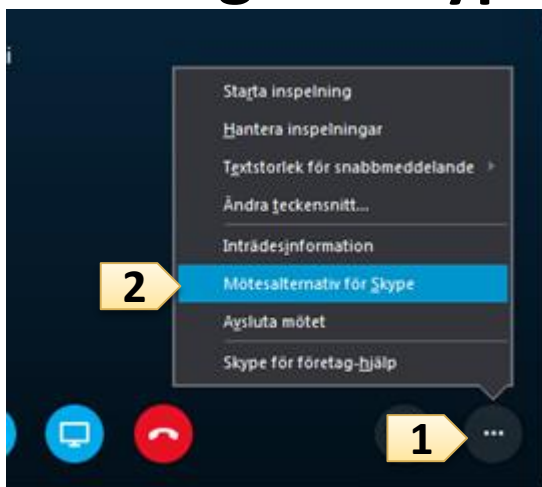 Starta inspelning
Hantera inspelningar
Textstorlek för snabbmeddelande
Ändra teckensnitt...
Inträdesinformation
2
Mötesalternativ för Skype
Avsluta mötet
Skype för företag-hjälp
1